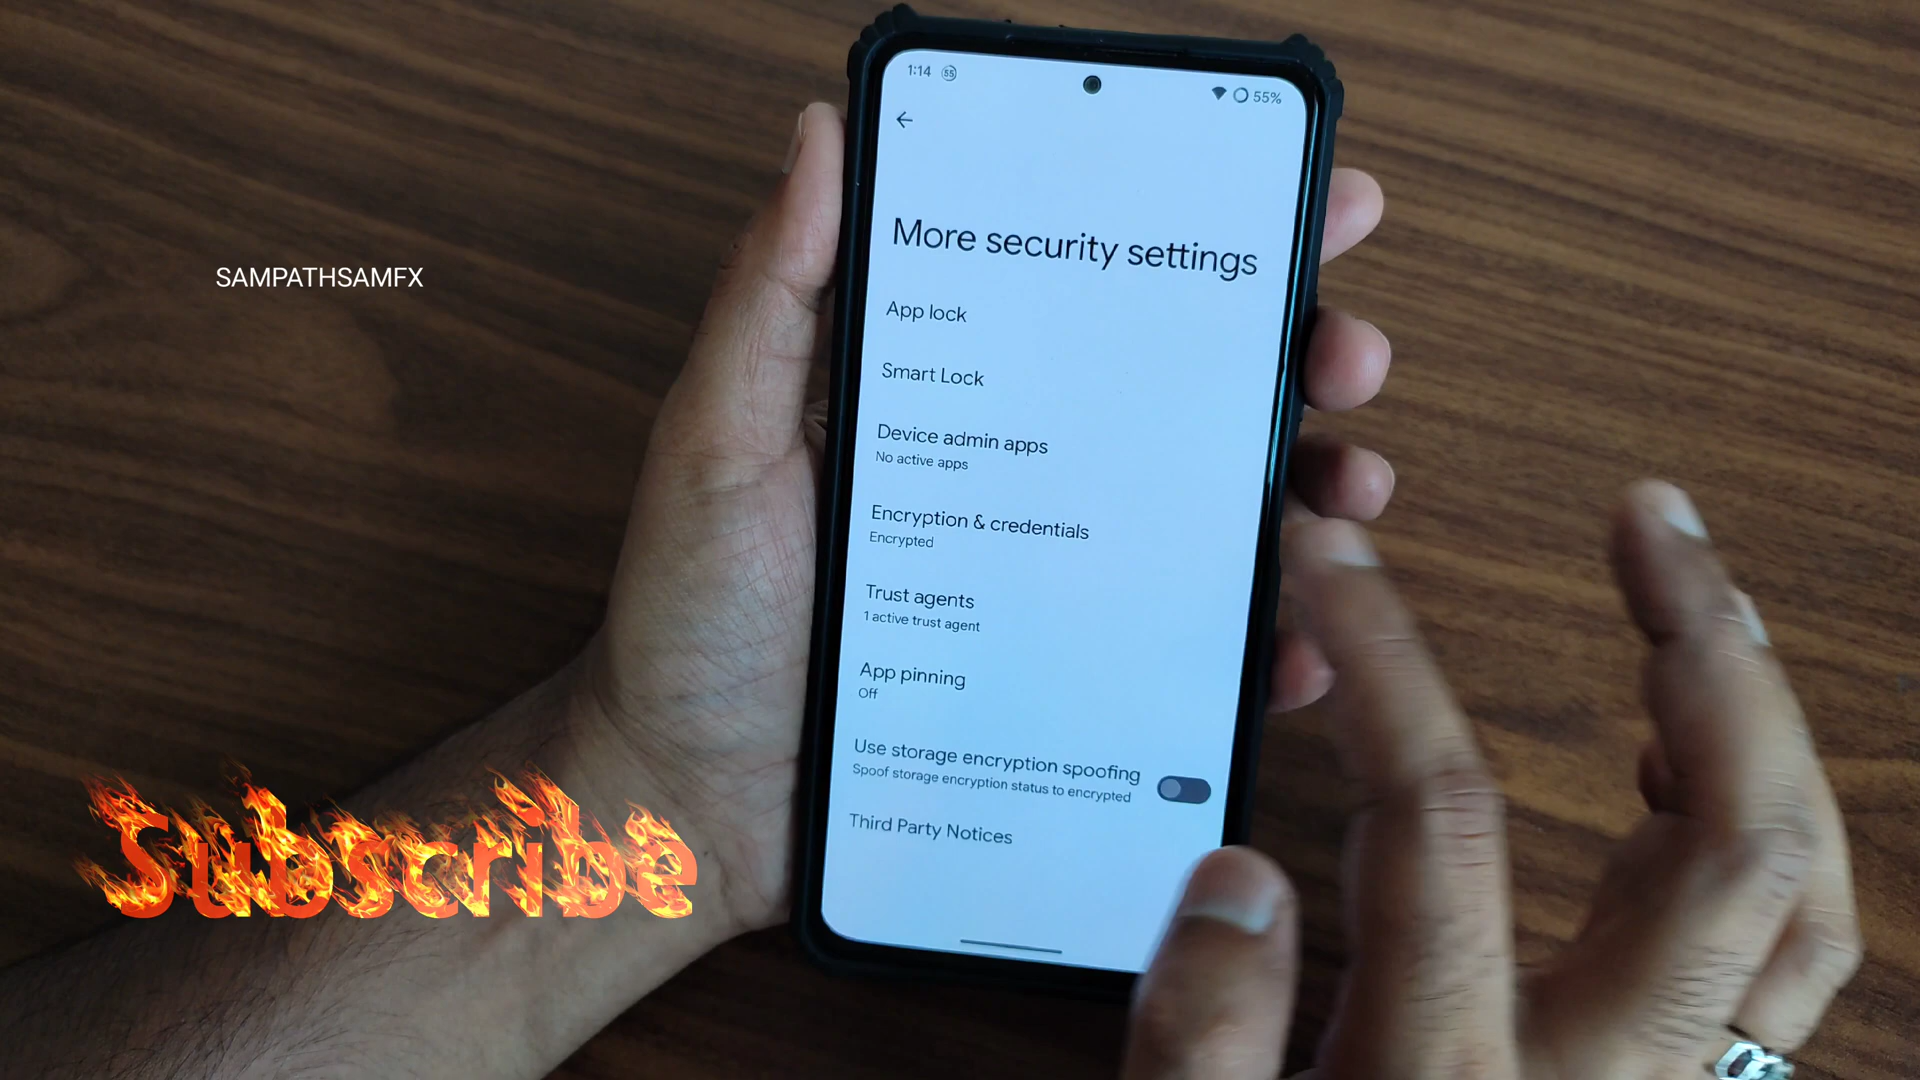 1:14 55
55%
More security settings
App lock
Smart Lock
Device admin apps
No active apps
Encryption & credentials
Encrypted
Trust agents
1 active trust agent
App pinning
Off
Use storage encryption spoofing
Spoof storage encryption status to encrypted
Third Party Notices
SAMPATHSAMFX
Subscribe